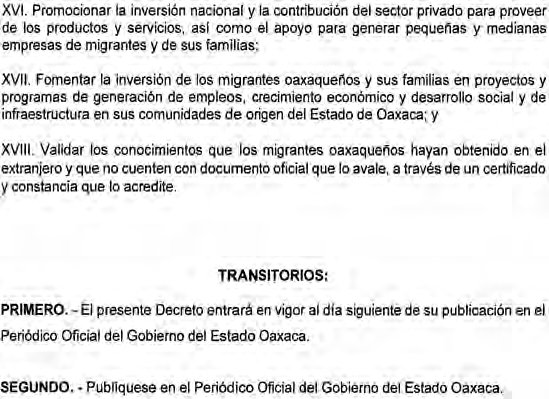 XVI. Promocionar la inversión nacional y la contribución del sector privado para proveer
de los productos y servicios, así como el apoyo para generar pequeñas y medianas
empresas de migrantes y de sus familias;
XVII. Fomentar la inversión de los migrantes oaxaqueños y sus familias en proyectos y
programas de generación de empleos, crecimiento económico y desarrollo social y de
infraestructura en sus comunidades de origen del Estado de Oaxaca; y
XVIII. Validar los conocimientos que los migrantes oaxaqueños hayan obtenido en el
extranjero y que no cuenten con documento oficial que lo avale, a través de un certificado
y constancia que lo acredite.
TRANSITORIOS:
PRIMERO. - El presente Decreto entrará en vigor al día siguiente de su publicación en el
Periódico Oficial del Gobierno del Estado Oaxaca.
SEGUNDO. - Publíquese en el Periódico Oficial del Gobierno del Estado Oaxaca.